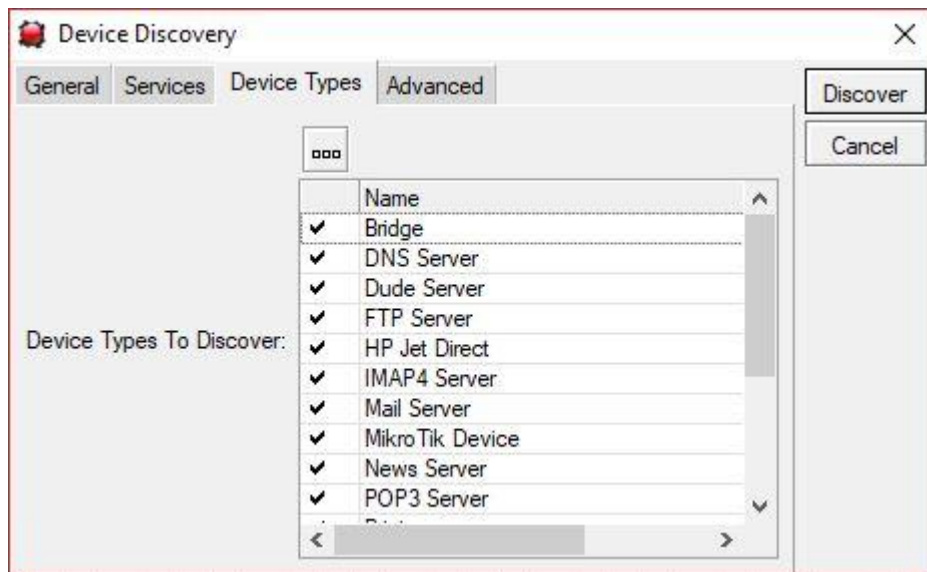 Device Discovery
General Services Device Types Advanced
Discover
Cancel
Name
Bridge
DNS Server
Dude Server
FTP Server
Device Types To Discover:
HP Jet Direct
IMAP4 Server
Mail Server
MikroTik Device
News Server
POP3 Server